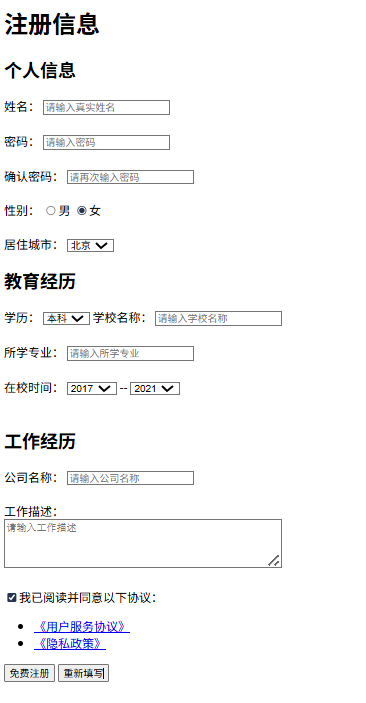 注册信息
个人信息
姓名： 请输入真实姓名
密码： 请输入密码
确认密码： 请再次输入密码
性别： 男 女
居住城市： 北京
教育经历
学历： 本科 学校名称： 请输入学校名称
所学专业： 请输入所学专业
在校时间： 2017 -- 2021
工作经历
公司名称： 请输入公司名称
工作描述：
请输入工作描述
我已阅读并同意以下协议：
《用户服务协议》
《隐私政策》
免费注册 重新填写